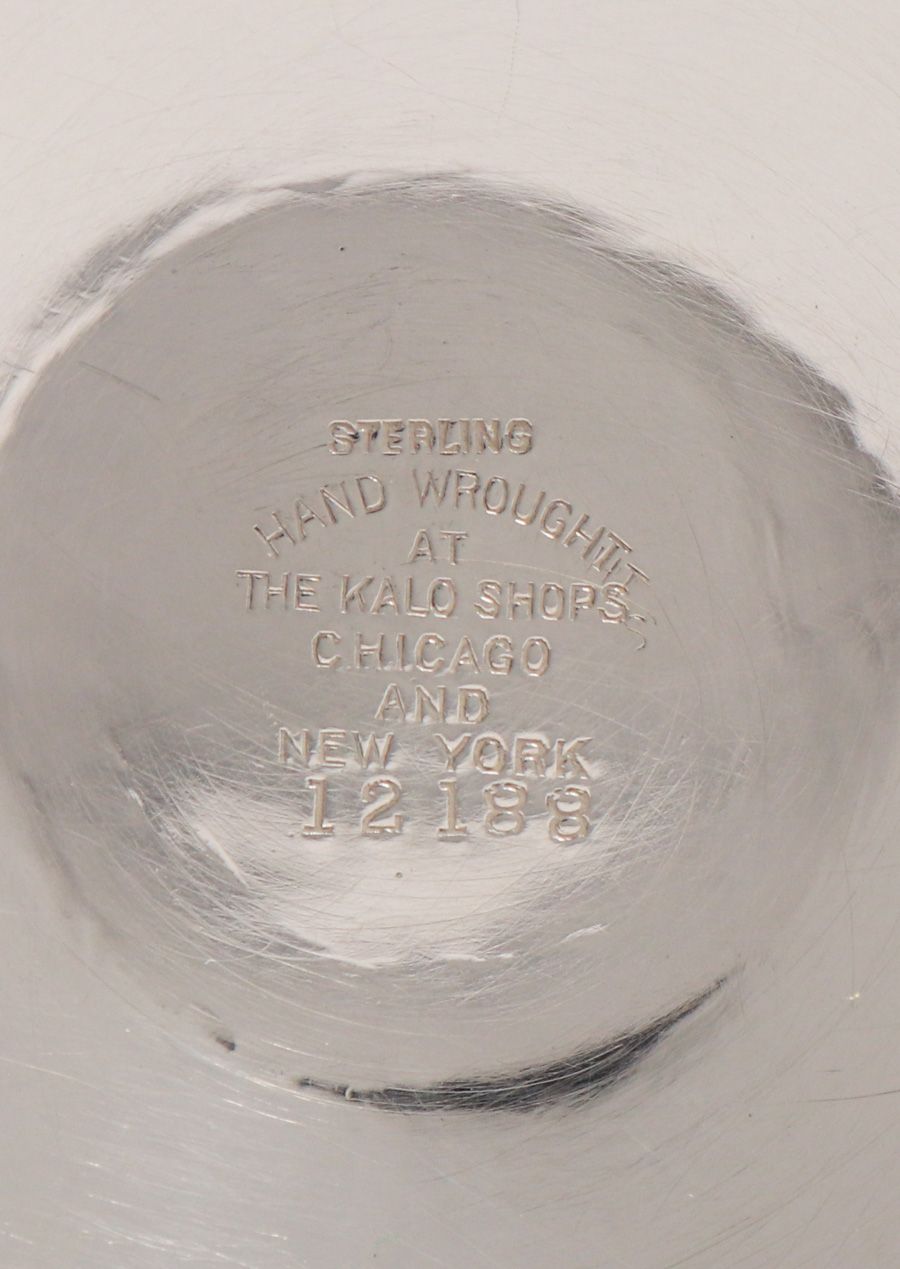 STERLING
HAND WROUGHT
AT
THE KALO SHOPS
CHICAGO
AND
NEW YORK
12188